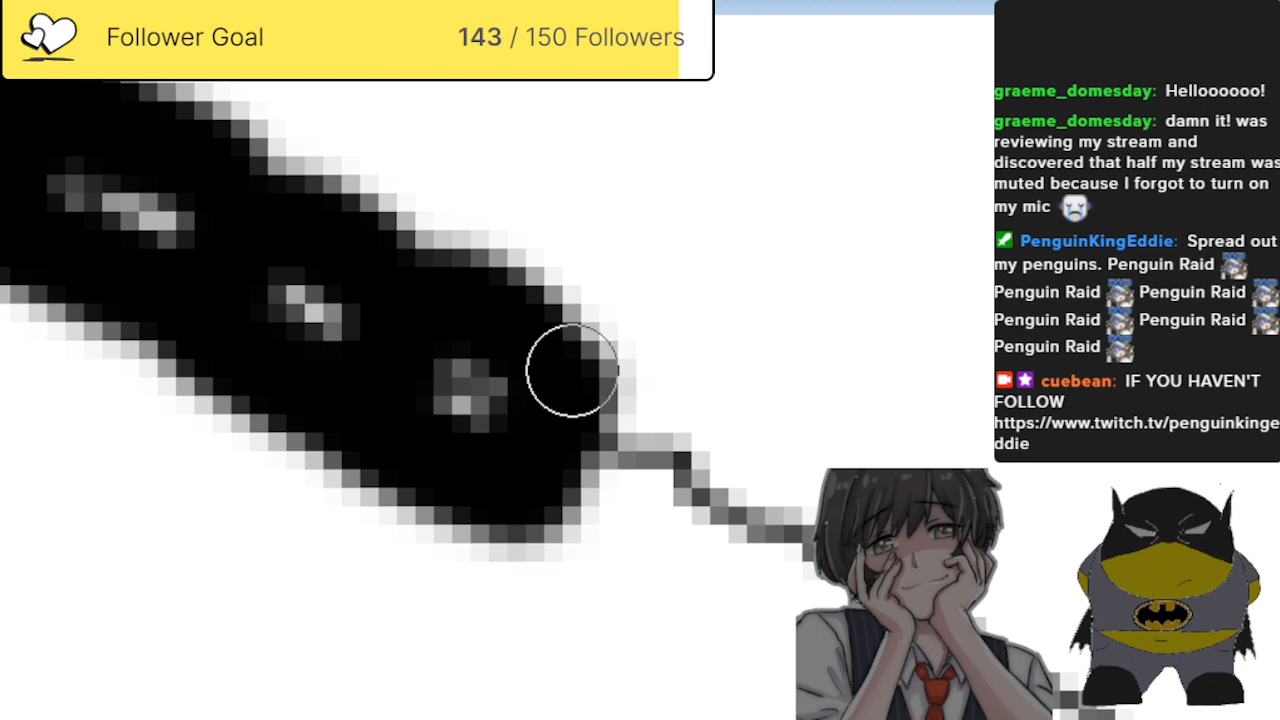 Follower Goal 143 / 150 Followers
graeme_domesday: Helloooooo!
graeme_domesday: damn it! was
reviewing my stream and
discovered that half my stream was
muted because I forgot to turn on
my mic
PenguinKingEddie: Spread out
my penguins. Penguin Raid
Penguin Raid Penguin Raid
Penguin Raid Penguin Raid
Penguin Raid
cuebean: IF YOU HAVEN'T
FOLLOW
https://www.twitch.tv/penguinkinge
ddie